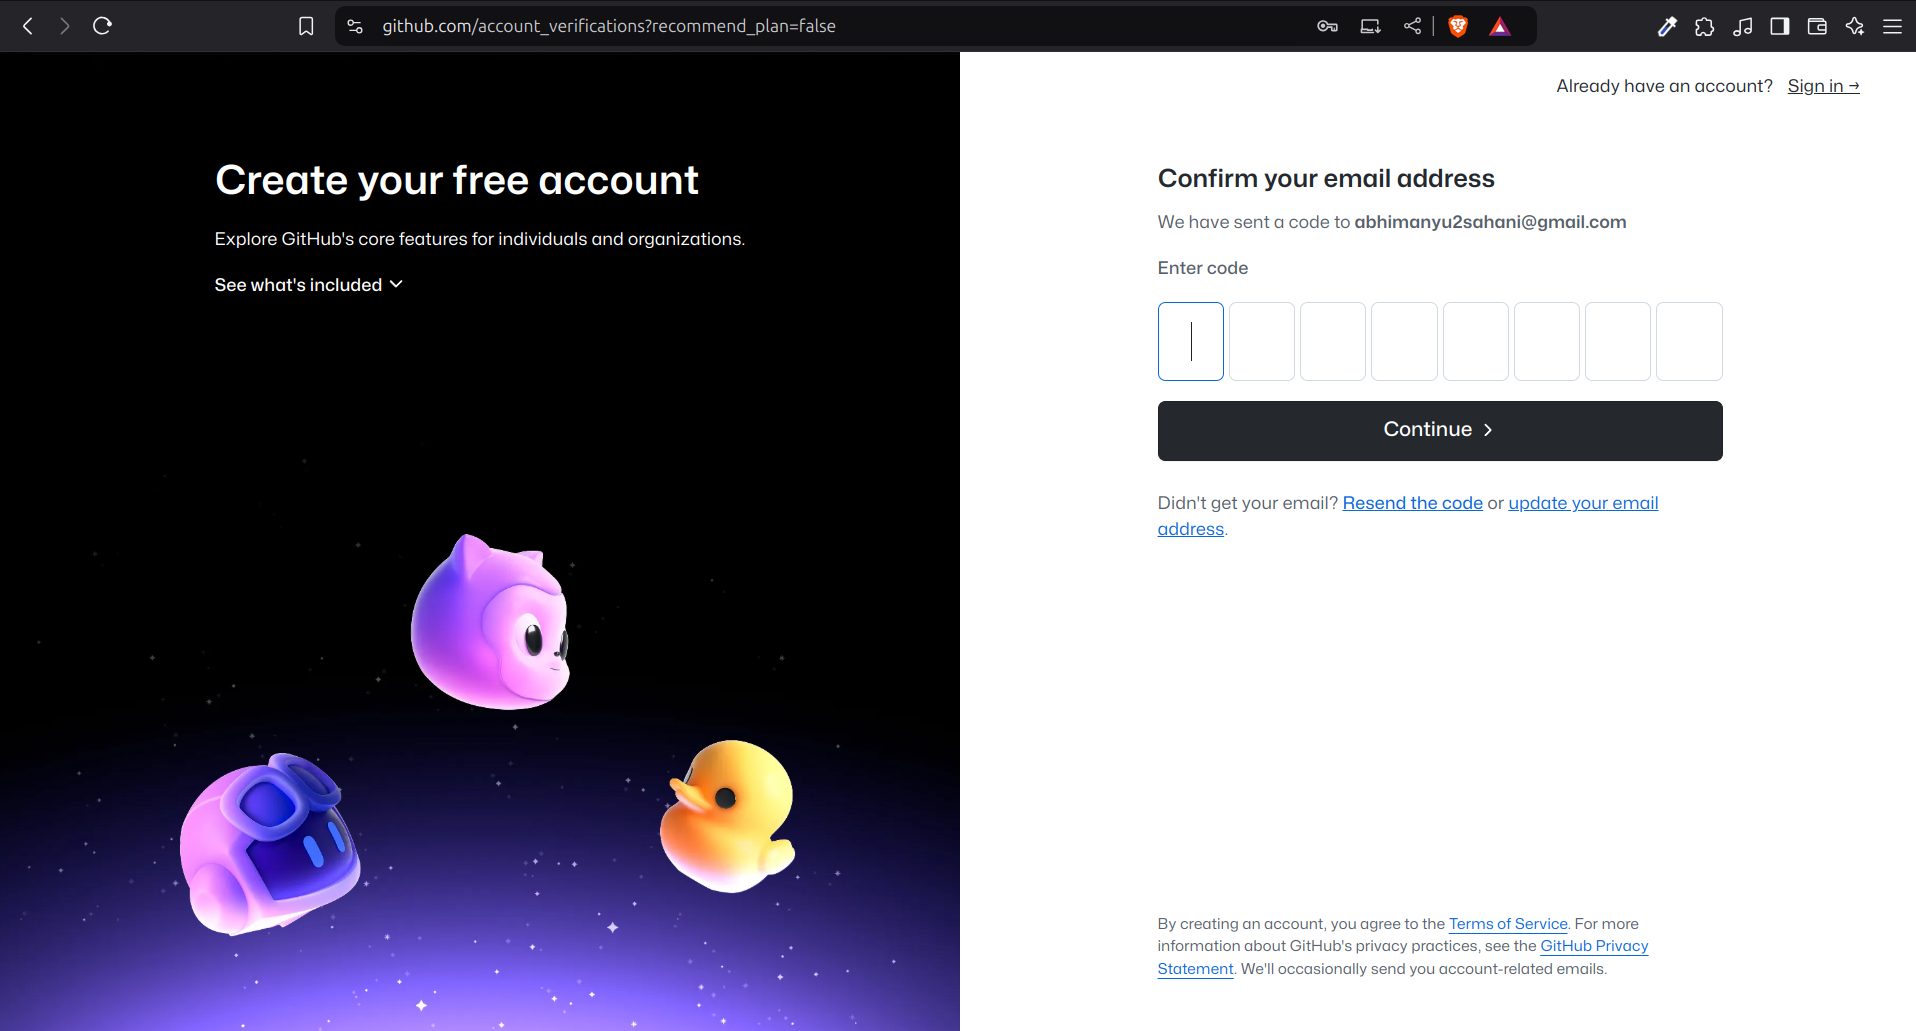 github.com/account_verifications?recommend_plan=false
Already have an account? Sign in →
Create your free account
Explore GitHub's core features for individuals and organizations.
See what's included
Confirm your email address
We have sent a code to abhimanyu2sahani@gmail.com
Enter code
Continue
Didn't get your email? Resend the code or update your email
address.
By creating an account, you agree to the Terms of Service. For more
information about GitHub's privacy practices, see the GitHub Privacy
Statement. We'll occasionally send you account-related emails.